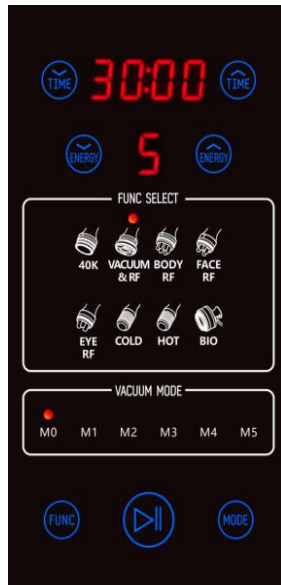 TIME 30:00 TIME
ENERGY 5 ENERGY
FUNC SELECT
40K VACUUM & RF BODY RF FACE RF
EYE RF COLD HOT BIO
VACUUM MODE
M0 M1 M2 M3 M4 M5
FUNC MODE